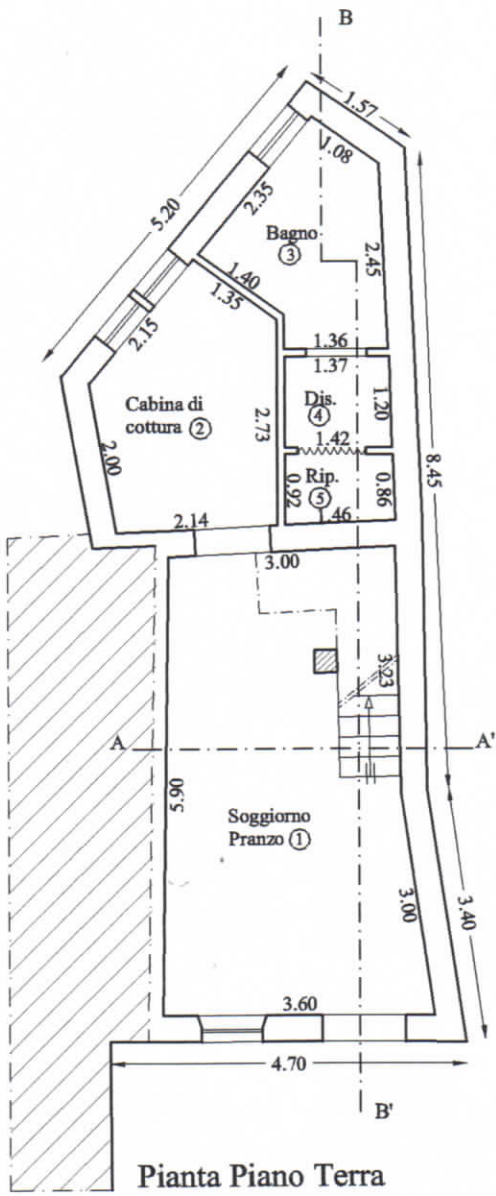 B
1.57
1.08
5.20
2.35
Bagno
③
2.45
1.40
1.35
2.15
1.36
1.37
Cabina di
cottura ②
Dis.
④
1.20
2.73
2.00
1.42
8.45
Rip.
⑤
0.92
0.86
2.14
.46
3.00
3.23
A
A'
5.90
Soggiorno
Pranzo ①
3.00
3.40
3.60
4.70
B'
Pianta Piano Terra